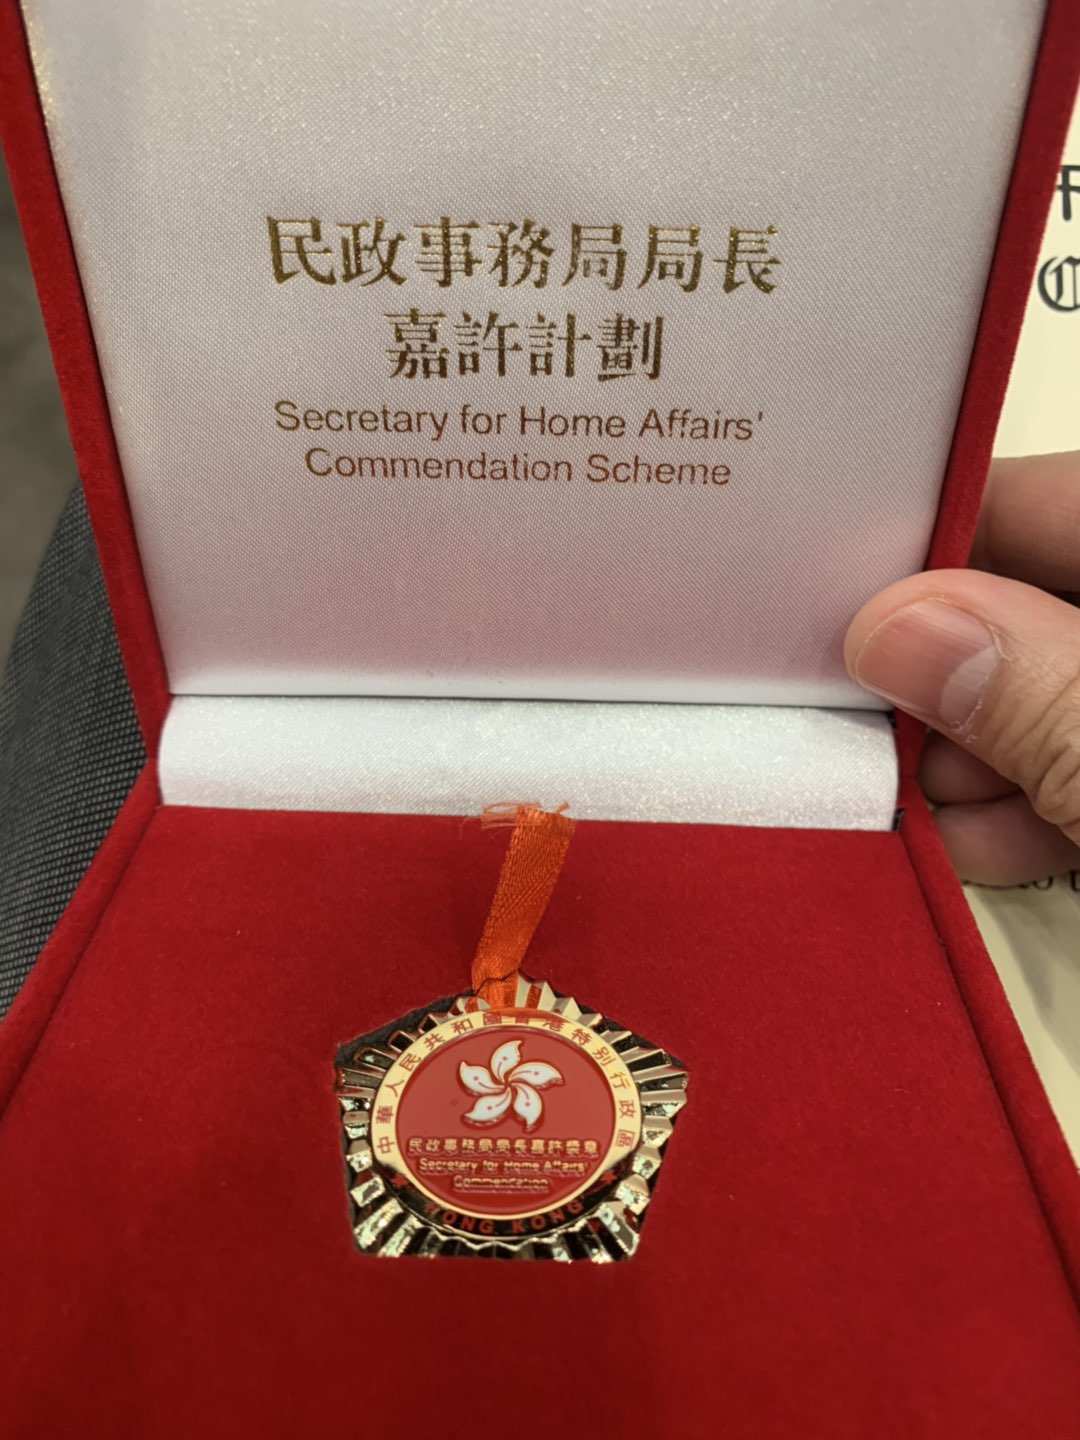 民政事務局局長
嘉許計劃
Secretary for Home Affairs'
Commendation Scheme
中華人民共和國香港特別行政區
民政事務局局長嘉許獎章
Secretary for Home Affairs'
Commendation
HONG KONG